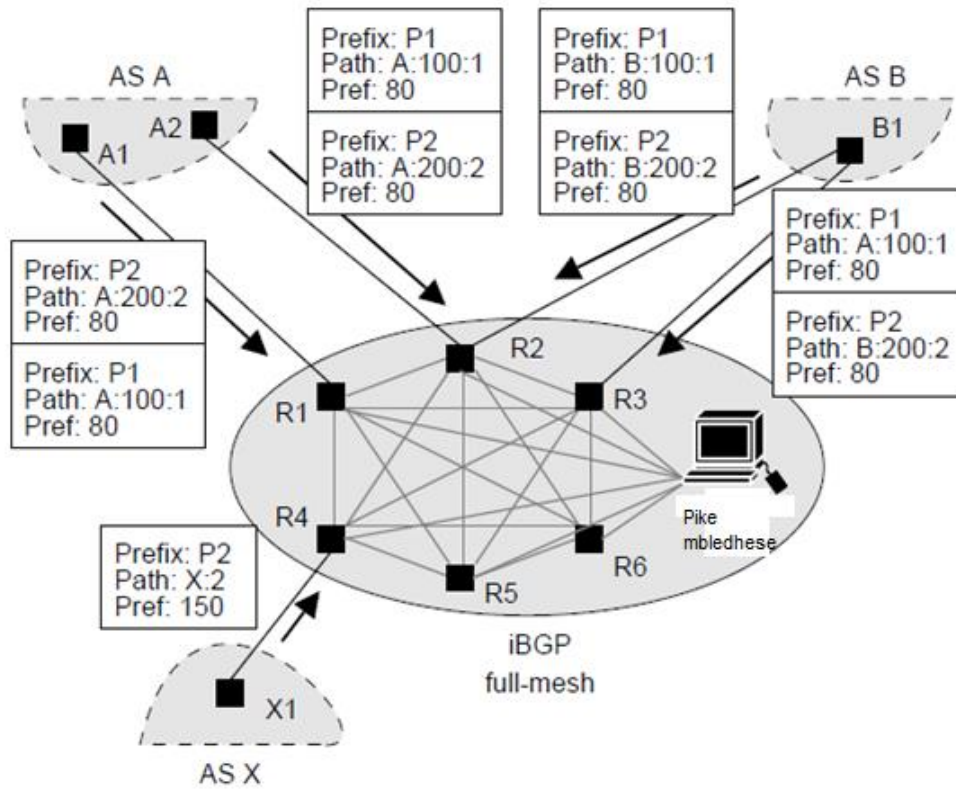 AS A
A1
A2
Prefix: P1
Path: A:100:1
Pref: 80
Prefix: P2
Path: A:200:2
Pref: 80
Prefix: P1
Path: B:100:1
Pref: 80
Prefix: P2
Path: B:200:2
Pref: 80
AS B
B1
Prefix: P2
Path: A:200:2
Pref: 80
Prefix: P1
Path: A:100:1
Pref: 80
Prefix: P1
Path: A:100:1
Pref: 80
Prefix: P2
Path: B:200:2
Pref: 80
R1
R2
R3
R4
R5
R6
Pike
mbledhese
Prefix: P2
Path: X:2
Pref: 150
iBGP
full-mesh
X1
AS X